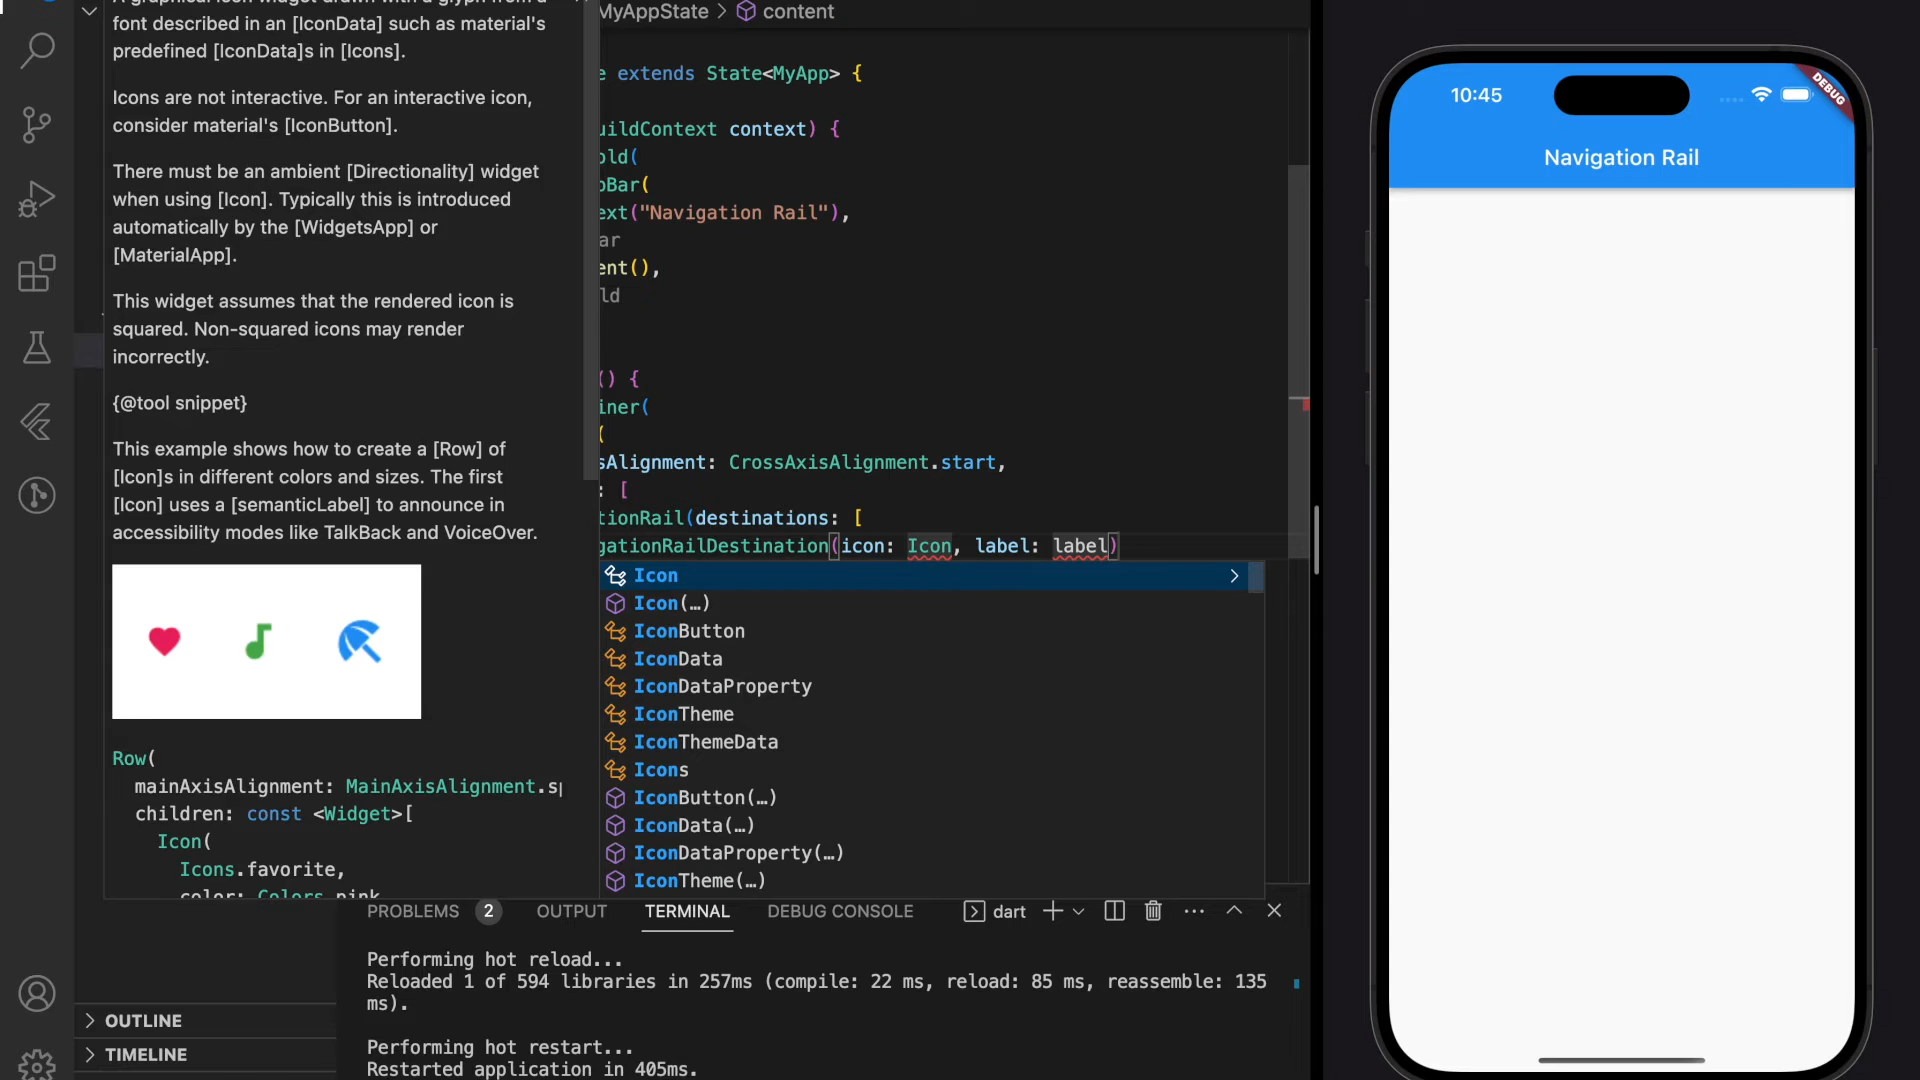 font described in an [IconData] such as material's
predefined [IconData]s in [Icons].
Icons are not interactive. For an interactive icon,
consider material's [IconButton].
There must be an ambient [Directionality] widget
when using [Icon]. Typically this is introduced
automatically by the [WidgetsApp] or
[MaterialApp].
This widget assumes that the rendered icon is
squared. Non-squared icons may render
incorrectly.
{@tool snippet}
This example shows how to create a [Row] of
[Icon]s in different colors and sizes. The first
[Icon] uses a [semanticLabel] to announce in
accessibility modes like TalkBack and VoiceOver.
Row(
mainAxisAlignment: MainAxisAlignment.sp
children: const <Widget>[
Icon(
Icons.favorite,
color: Colors.pink
MyAppState > content
e extends State<MyApp> {
uildContext context) {
old(
pBar(
ext("Navigation Rail"),
ar
ent(),
ld
() {
iner(
(
sAlignment: CrossAxisAlignment.start,
: [
tionRail(destinations: [
gationRailDestination(icon: Icon, label: label)
Icon
Icon(…)
IconButton
IconData
IconDataProperty
IconTheme
IconThemeData
Icons
IconButton(…)
IconData(…)
IconDataProperty(…)
IconTheme(…)
PROBLEMS 2 OUTPUT TERMINAL DEBUG CONSOLE dart
Performing hot reload...
Reloaded 1 of 594 libraries in 257ms (compile: 22 ms, reload: 85 ms, reassemble: 135
ms).
Performing hot restart...
Restarted application in 405ms.
OUTLINE
TIMELINE
10:45
DEBUG
Navigation Rail